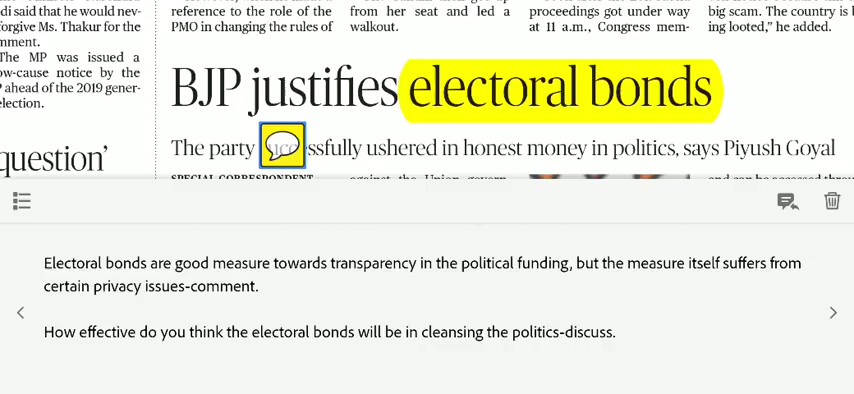 di said that he would nev-
forgive Ms. Thakur for the
mment.
The MP was issued a
ow-cause notice by the
ahead of the 2019 gener-
election.
question’
reference to the role of the
PMO in changing the rules of
from her seat and led a
walkout.
proceedings got under way
at 11 a.m., Congress mem-
big scam. The country is b
ing looted,” he added.
BJP justifies electoral bonds
The party successfully ushered in honest money in politics, says Piyush Goyal
SPECIAL CORRESPONDENT
against the Union govern-
Electoral bonds are good measure towards transparency in the political funding, but the measure itself suffers from
certain privacy issues-comment.
How effective do you think the electoral bonds will be in cleansing the politics-discuss.